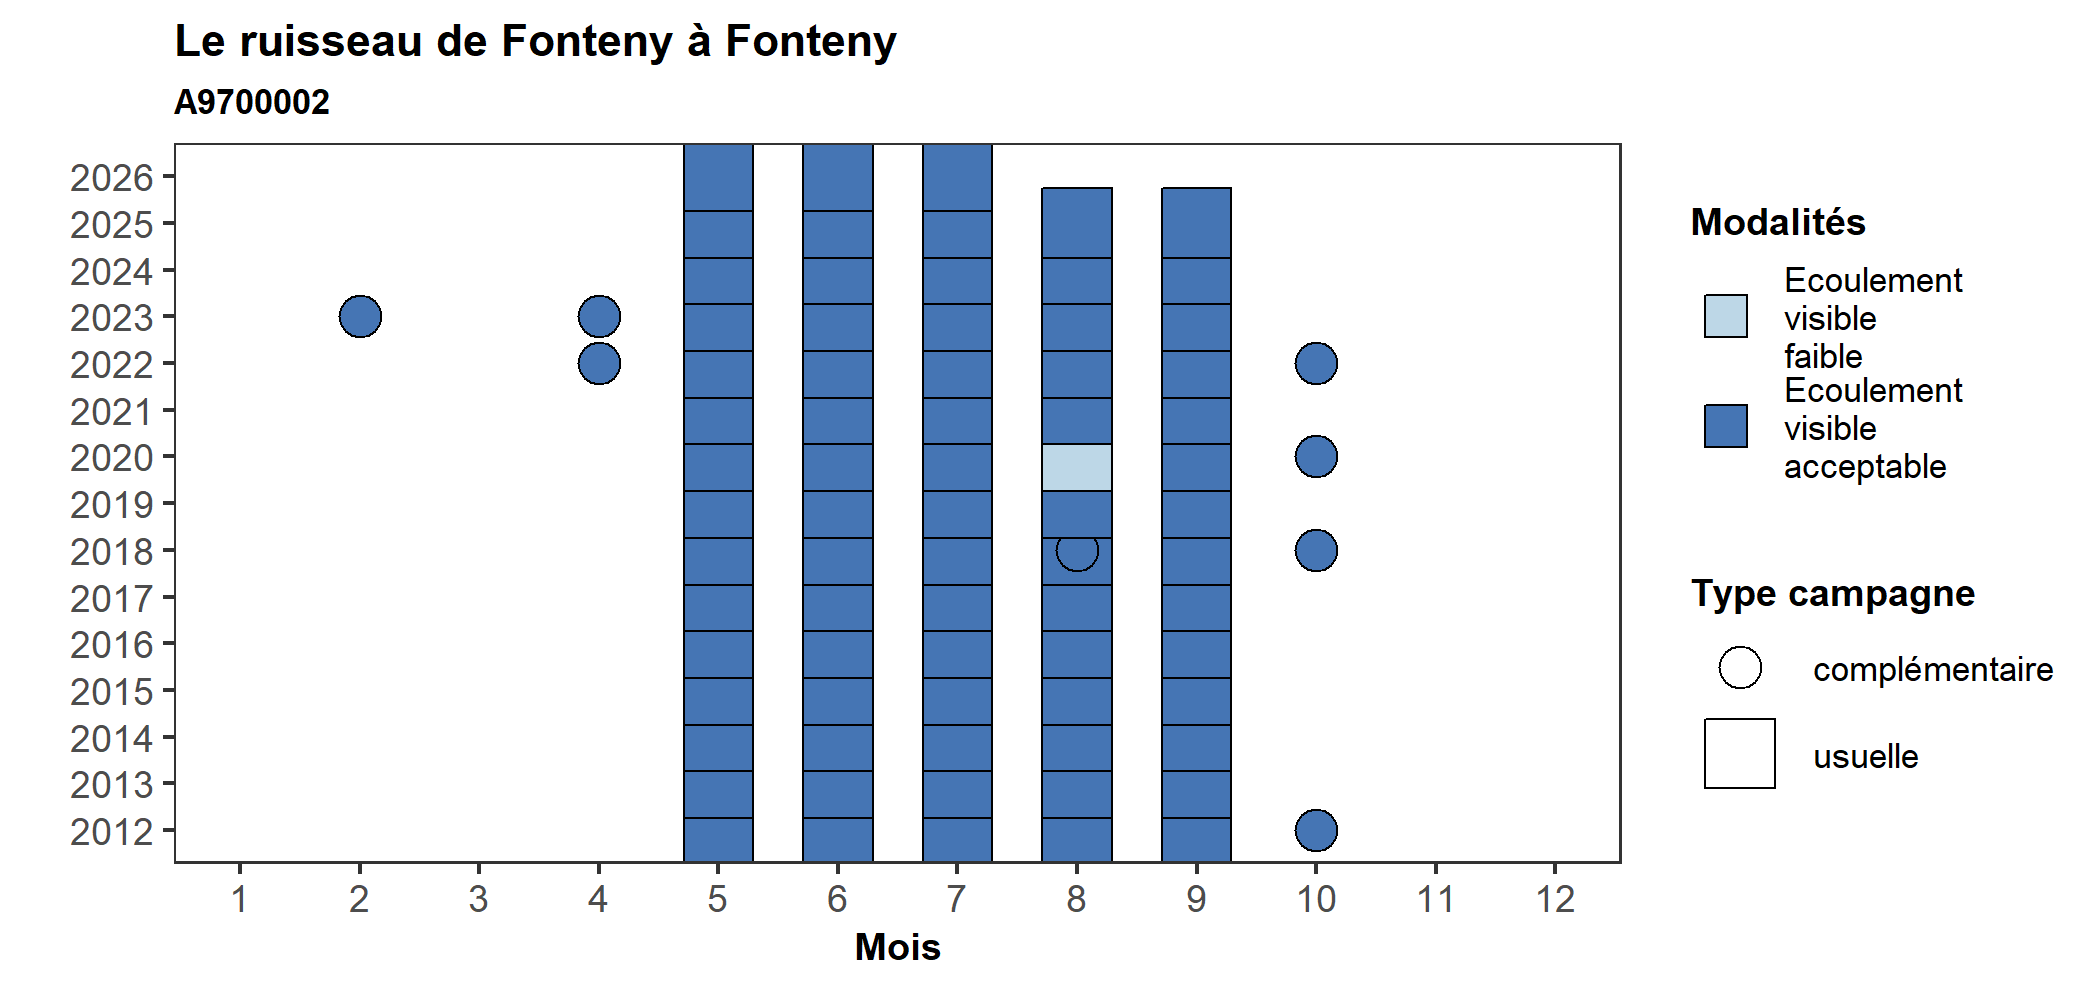 Le ruisseau de Fonteny à Fonteny
A9700002
2026
2025
2024
2023
2022
2021
2020
2019
2018
2017
2016
2015
2014
2013
2012
1 2 3 4 5 6 7 8 9 10 11 12
Mois
Modalités
Ecoulement
visible
faible
Ecoulement
visible
acceptable
Type campagne
complémentaire
usuelle